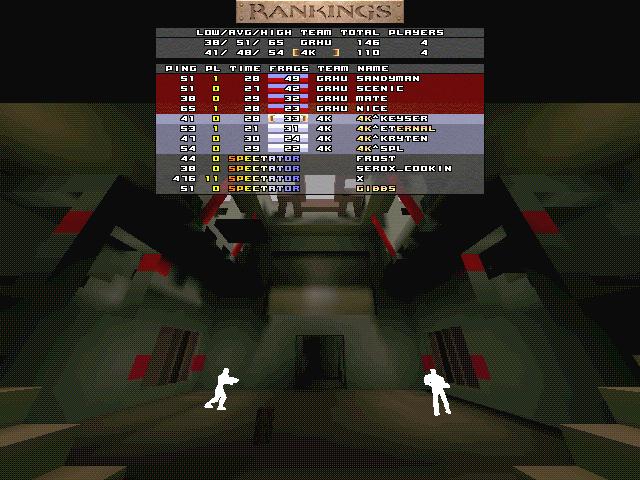 RANKINGS
LOW/AVG/HIGH TEAM TOTAL PLAYERS
38/ 51/ 65 GRHU 146 4
41/ 48/ 54 [4K ] 110 4
PING PL TIME FRAGS TEAM NAME
51 1 28 49 GRHU SANDYMAN
51 0 27 42 GRHU SCENIC
38 0 29 32 GRHU MATE
65 1 28 23 GRHU NICE
41 0 28 [ 33] 4K 4K^KEYSER
53 1 21 31 4K 4K^ETERNAL
47 0 30 24 4K 4K^KRYTEN
54 0 29 22 4K 4K^SPL
44 0 SPECTATOR FROST
38 0 SPECTATOR SEROX_COOKIN
476 11 SPECTATOR X
51 0 SPECTATOR GIBBS